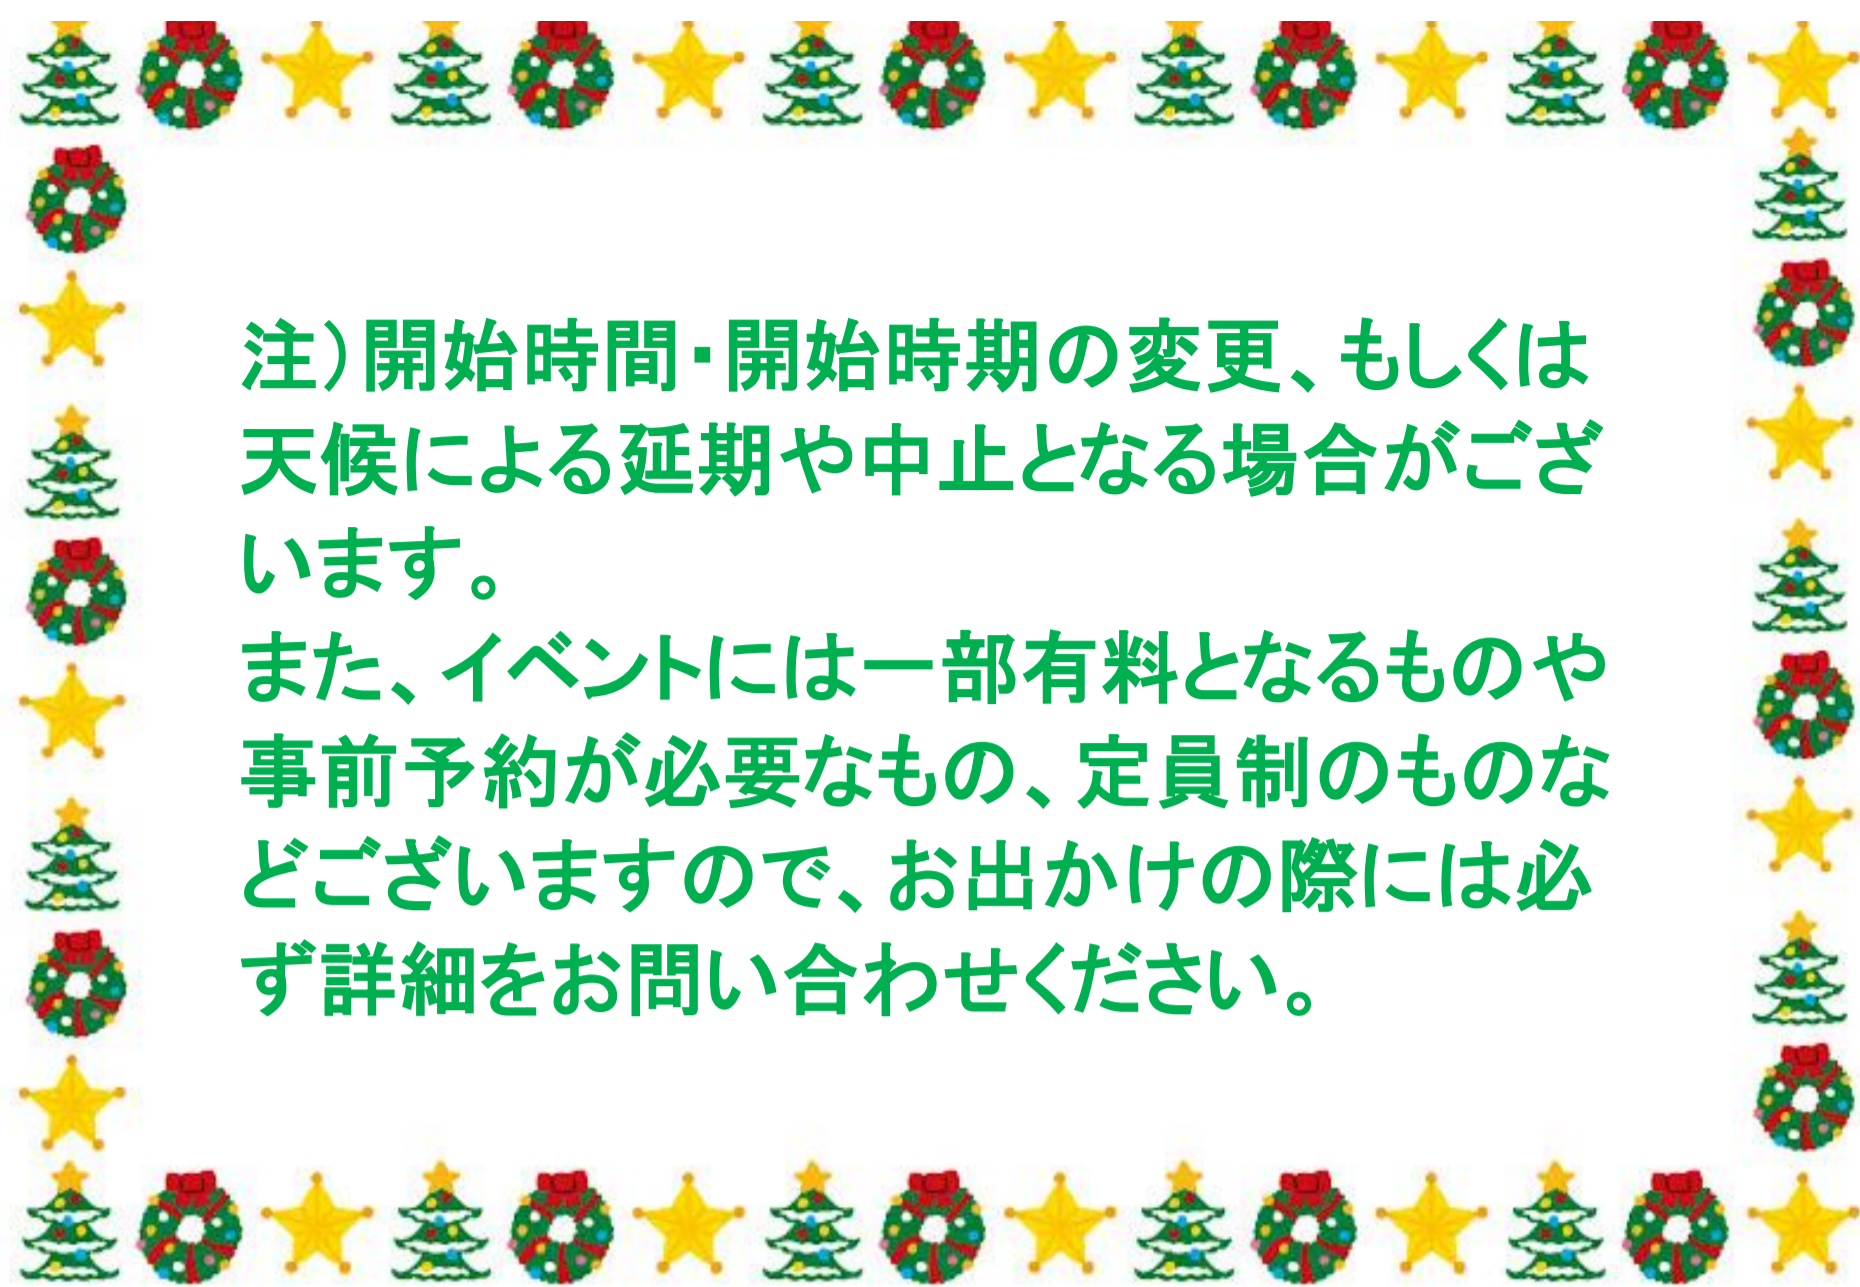 注）開始時間・開始時期の変更、もしくは
天候による延期や中止となる場合がござ
います。
また、イベントには一部有料となるものや
事前予約が必要なもの、定員制のものな
どございますので、お出かけの際には必
ず詳細をお問い合わせください。